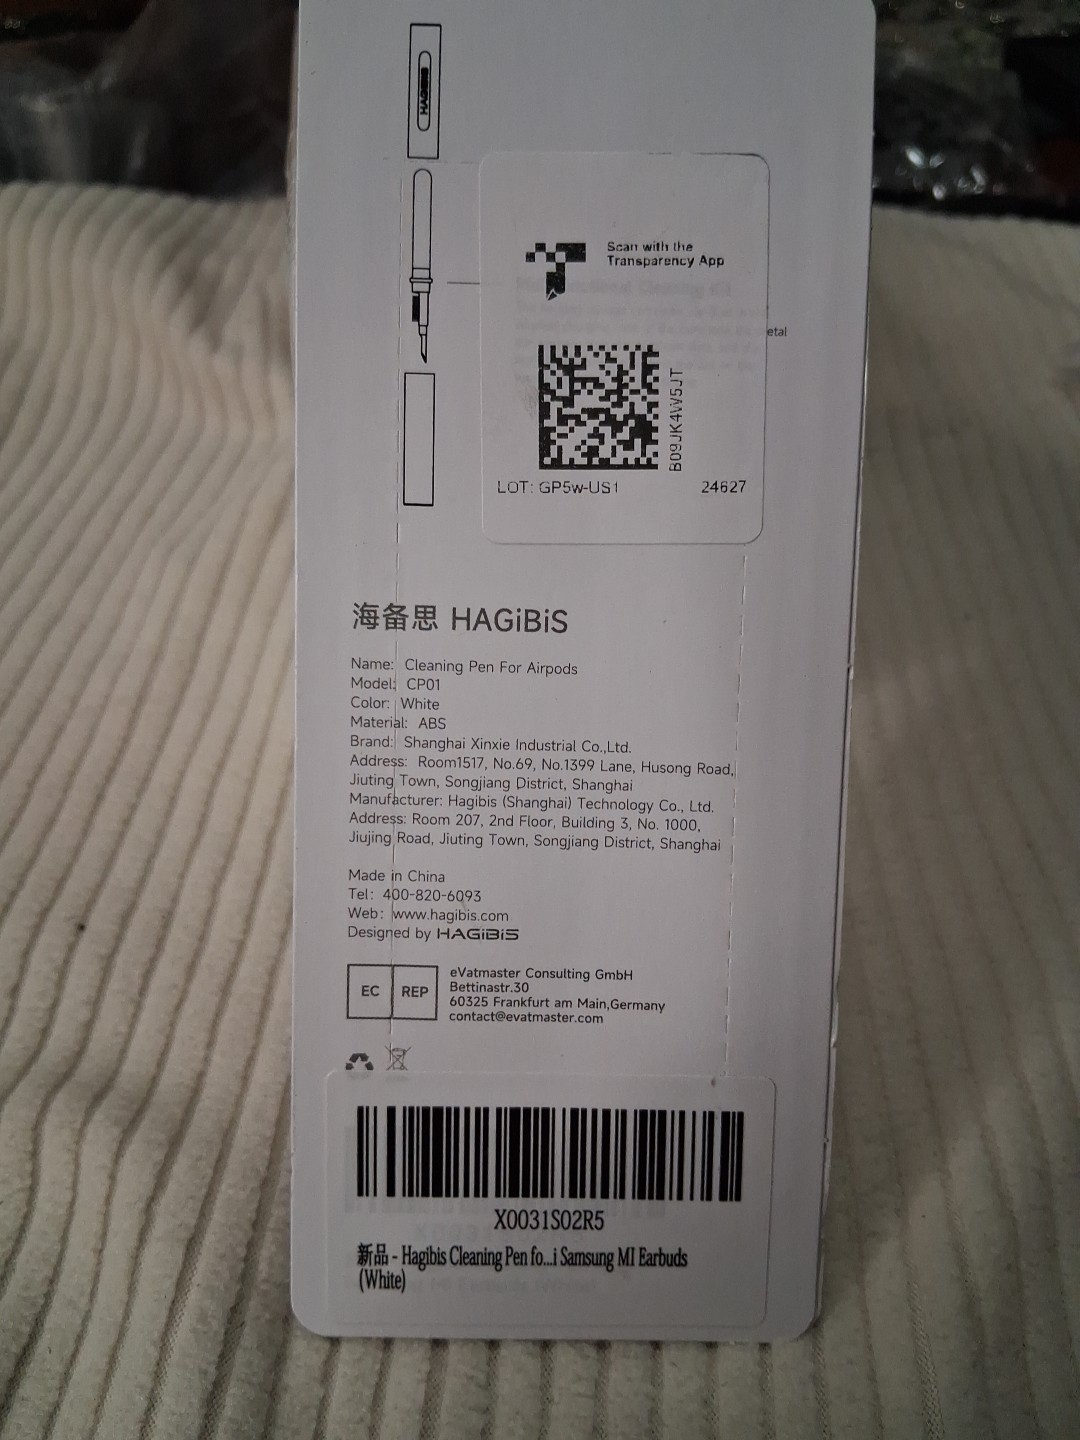 HAGiBiS
Scan with the
Transparency App
etal
B09JK4W5JT
LOT: GP5w-US1 24627
海备思 HAGiBiS
Name: Cleaning Pen For Airpods
Model: CP01
Color: White
Material: ABS
Brand: Shanghai Xinxie Industrial Co.,Ltd.
Address: Room1517, No.69, No.1399 Lane, Husong Road,
Jiuting Town, Songjiang District, Shanghai
Manufacturer: Hagibis (Shanghai) Technology Co., Ltd.
Address: Room 207, 2nd Floor, Building 3, No. 1000,
Jiujing Road, Jiuting Town, Songjiang District, Shanghai
Made in China
Tel: 400-820-6093
Web: www.hagibis.com
Designed by HAGiBiS
EC REP
eVatmaster Consulting GmbH
Bettinastr.30
60325 Frankfurt am Main,Germany
contact@evatmaster.com
X0031S02R5
新品 - Hagibis Cleaning Pen fo...i Samsung MI Earbuds
(White)